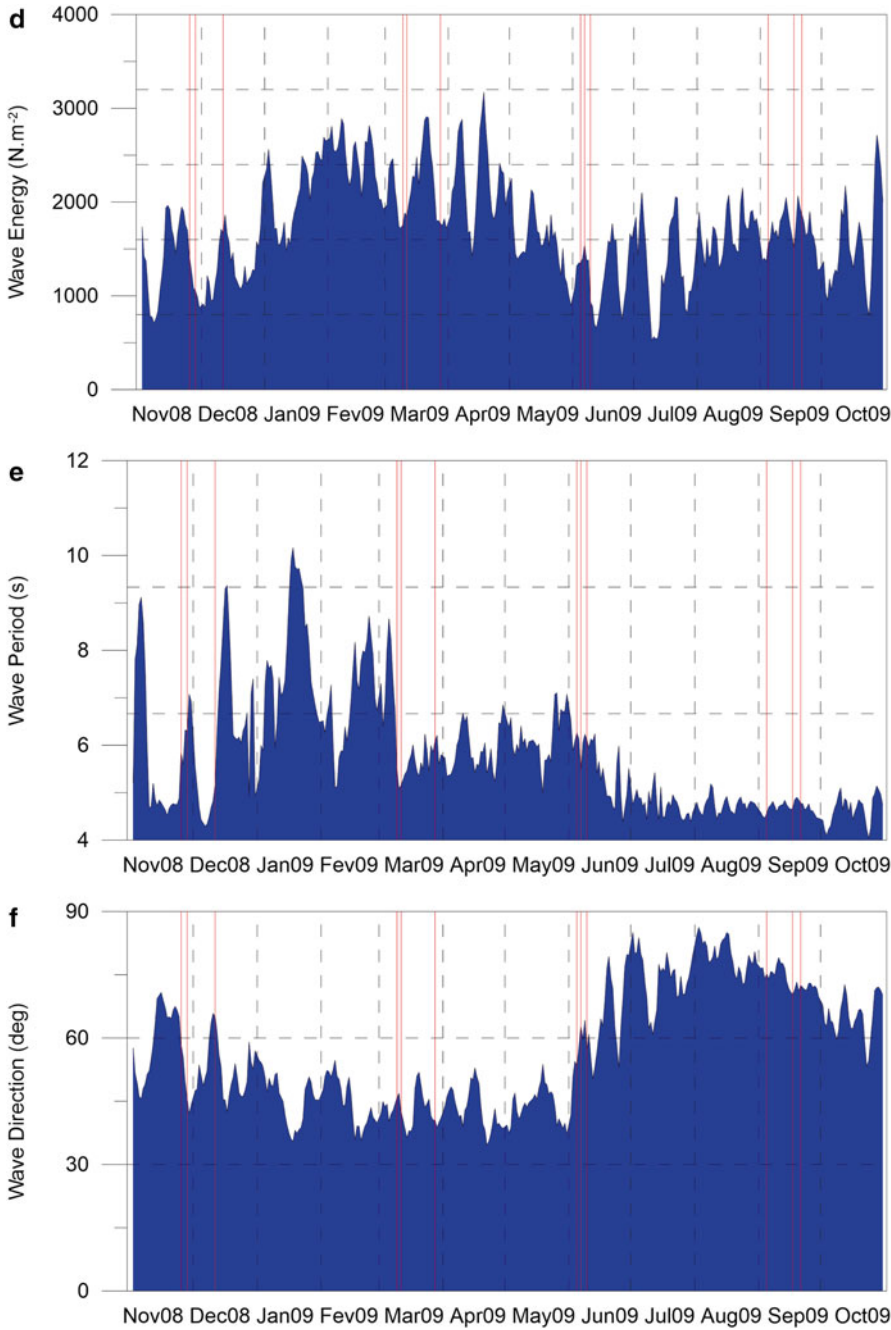 d
Wave Energy (N.m-2)
4000
3000
2000
1000
0
Nov08 Dec08 Jan09 Fev09 Mar09 Apr09 May09 Jun09 Jul09 Aug09 Sep09 Oct09
e
Wave Period (s)
12
10
8
6
4
Nov08 Dec08 Jan09 Fev09 Mar09 Apr09 May09 Jun09 Jul09 Aug09 Sep09 Oct09
f
Wave Direction (deg)
90
60
30
0
Nov08 Dec08 Jan09 Fev09 Mar09 Apr09 May09 Jun09 Jul09 Aug09 Sep09 Oct09